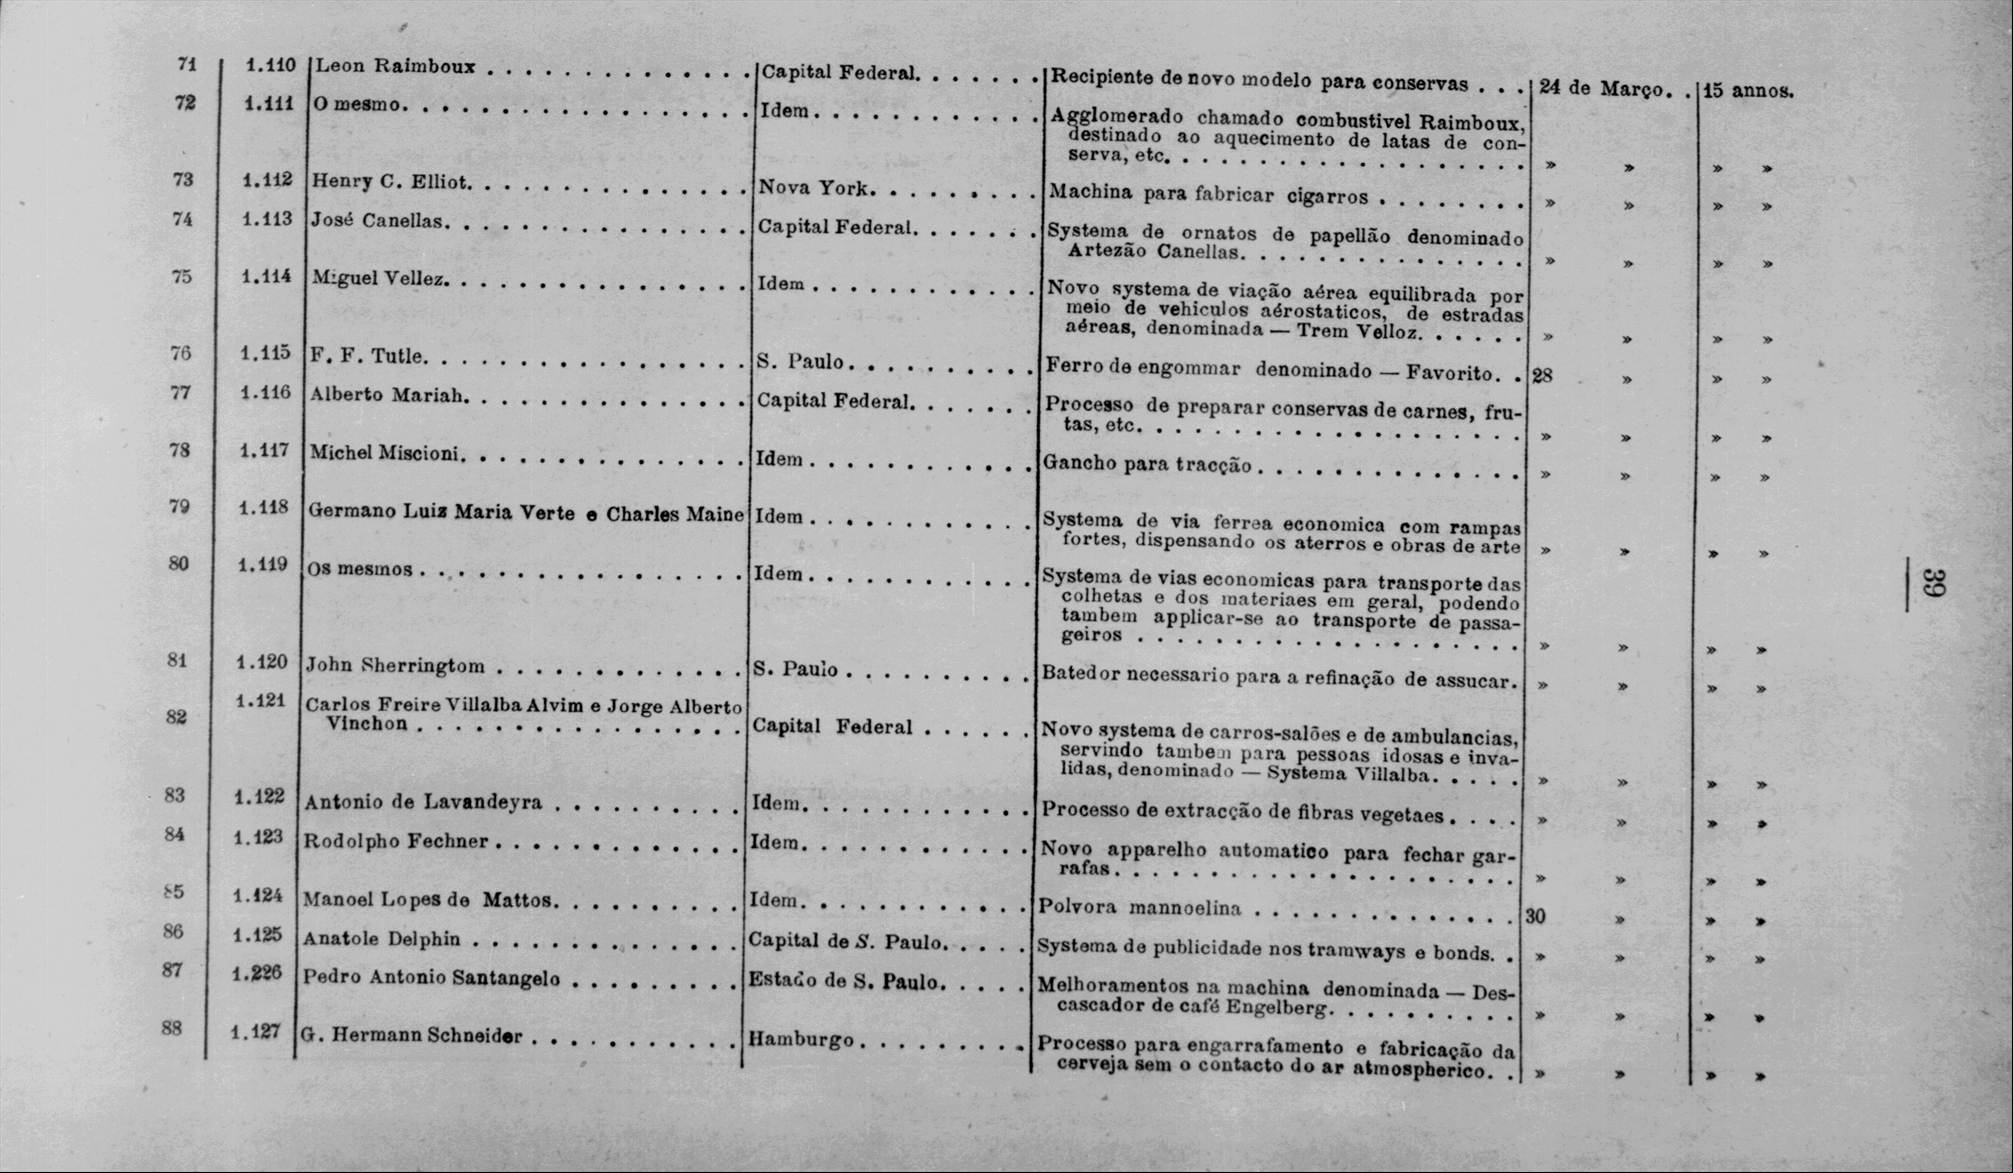 71 1.110 Leon Raimboux . . . . . . . . . . . . . . Capital Federal. . . . . . . Recipiente de novo modelo para conservas . . . 24 de Março. . 15 annos.
72 1.111 O mesmo. . . . . . . . . . . . . . . . . . Idem. . . . . . . . . . . . Agglomerado chamado combustivel Raimboux,
destinado ao aquecimento de latas de con-
serva, etc. . . . . . . . . . . . . . . . . . . » » » »
73 1.112 Henry C. Elliot. . . . . . . . . . . . . . . Nova York. . . . . . . . . Machina para fabricar cigarros . . . . . . . . » » » »
74 1.113 José Canellas. . . . . . . . . . . . . . . . Capital Federal. . . . . . . Systema de ornatos de papellão denominado
Artezão Canellas. . . . . . . . . . . . . . . » » » »
75 1.114 Miguel Vellez. . . . . . . . . . . . . . . . Idem . . . . . . . . . . . . Novo systema de viação aérea equilibrada por
meio de vehiculos aérostaticos, de estradas
aéreas, denominada — Trem Velloz. . . . . . » » » »
76 1.115 F. F. Tutle. . . . . . . . . . . . . . . . . S. Paulo. . . . . . . . . . Ferro de engommar denominado — Favorito. . 28 » » »
77 1.116 Alberto Mariah. . . . . . . . . . . . . . . Capital Federal. . . . . . . Processo de preparar conservas de carnes, fru-
tas, etc. . . . . . . . . . . . . . . . . . . . » » » »
78 1.117 Michel Miscioni. . . . . . . . . . . . . . . Idem . . . . . . . . . . . . Gancho para tracção . . . . . . . . . . . . . . » » » »
79 1.118 Germano Luiz Maria Verte e Charles Maine Idem . . . . . . . . . . . . Systema de via ferrea economica com rampas
fortes, dispensando os aterros e obras de arte » » » »
80 1.119 Os mesmos . . . . . . . . . . . . . . . . . Idem . . . . . . . . . . . . Systema de vias economicas para transporte das
colhetas e dos materiaes em geral, podendo
tambem applicar-se ao transporte de passa-
geiros . . . . . . . . . . . . . . . . . . . . » » » »
81 1.120 John Sherringtom . . . . . . . . . . . . . S. Paulo . . . . . . . . . . Batedor necessario para a refinação de assucar. » » » »
82 1.121 Carlos Freire Villalba Alvim e Jorge Alberto
Vinchon . . . . . . . . . . . . . . . . . Capital Federal . . . . . . Novo systema de carros-salões e de ambulancias,
servindo tambem para pessoas idosas e inva-
lidas, denominado — Systema Villalba. . . . . » » » »
83 1.122 Antonio de Lavandeyra . . . . . . . . . . Idem. . . . . . . . . . . . Processo de extracção de fibras vegetaes . . . . » » » »
84 1.123 Rodolpho Fechner . . . . . . . . . . . . . Idem. . . . . . . . . . . . Novo apparelho automatico para fechar gar-
rafas . . . . . . . . . . . . . . . . . . . . . » » » »
85 1.124 Manoel Lopes de Mattos. . . . . . . . . . Idem. . . . . . . . . . . . Polvora mannoelina . . . . . . . . . . . . . . 30 » » »
86 1.125 Anatole Delphin . . . . . . . . . . . . . . Capital de S. Paulo. . . . . Systema de publicidade nos tramways e bonds. . » » » »
87 1.226 Pedro Antonio Santangelo . . . . . . . . . Estado de S. Paulo. . . . . Melhoramentos na machina denominada — Des-
cascador de café Engelberg. . . . . . . . . . » » » »
88 1.127 G. Hermann Schneider . . . . . . . . . . . Hamburgo. . . . . . . . . Processo para engarrafamento e fabricação da
cerveja sem o contacto do ar atmospherico. . » » » »
39